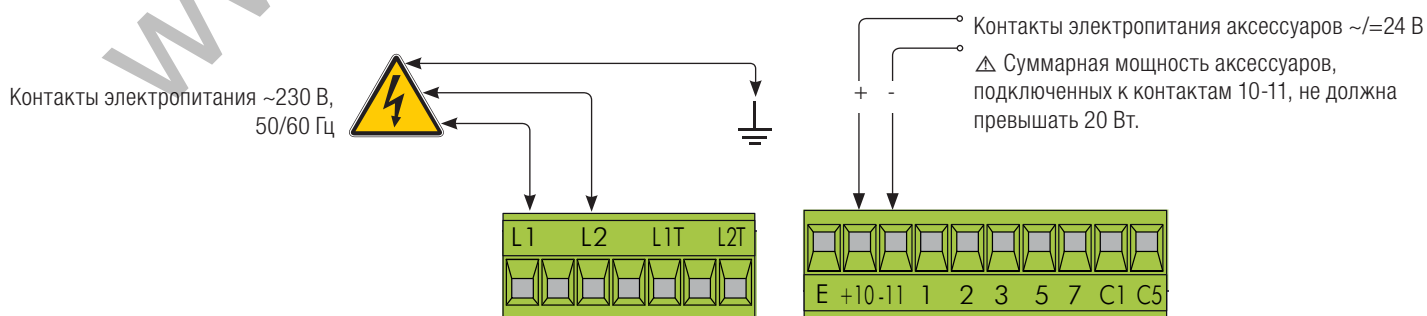 Контакты электропитания ~230 В,
50/60 Гц
Контакты электропитания аксессуаров ~/=24 В
⚠ Суммарная мощность аксессуаров,
подключенных к контактам 10-11, не должна
превышать 20 Вт.
+ -
L1 L2 L1T L2T
E +10 -11 1 2 3 5 7 C1 C5